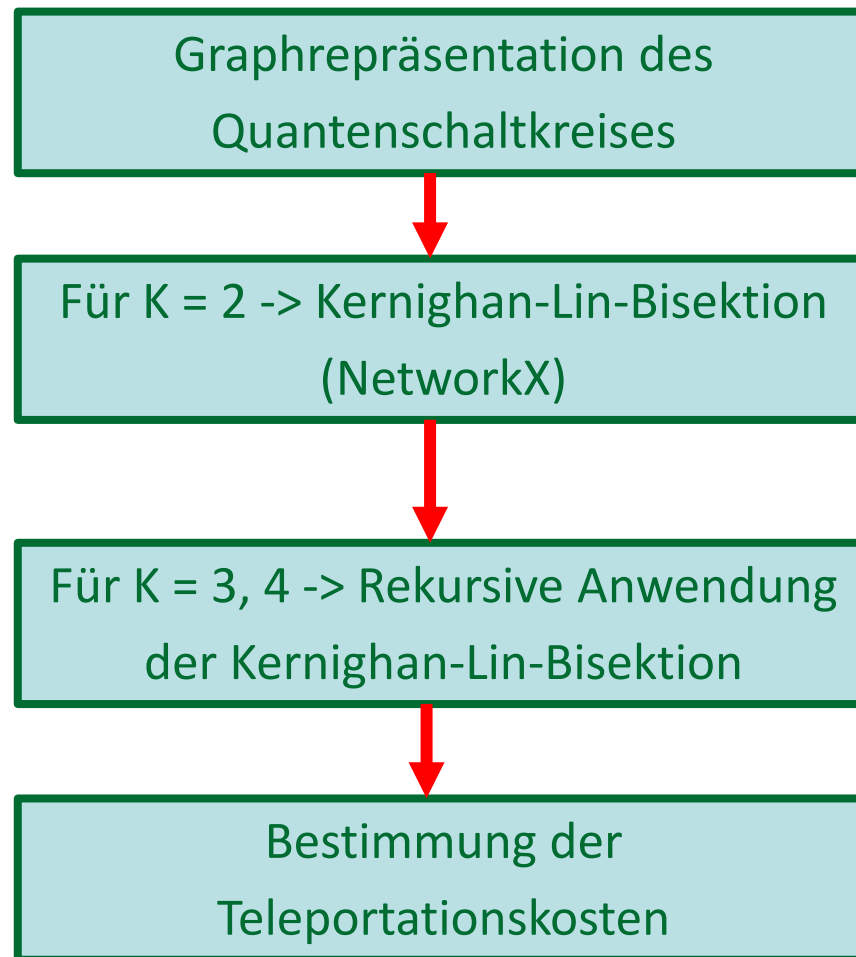 Graphrepräsentation des
Quantenschaltkreises
Für K = 2 -> Kernighan-Lin-Bisektion
(NetworkX)
Für K = 3, 4 -> Rekursive Anwendung
der Kernighan-Lin-Bisektion
Bestimmung der
Teleportationskosten